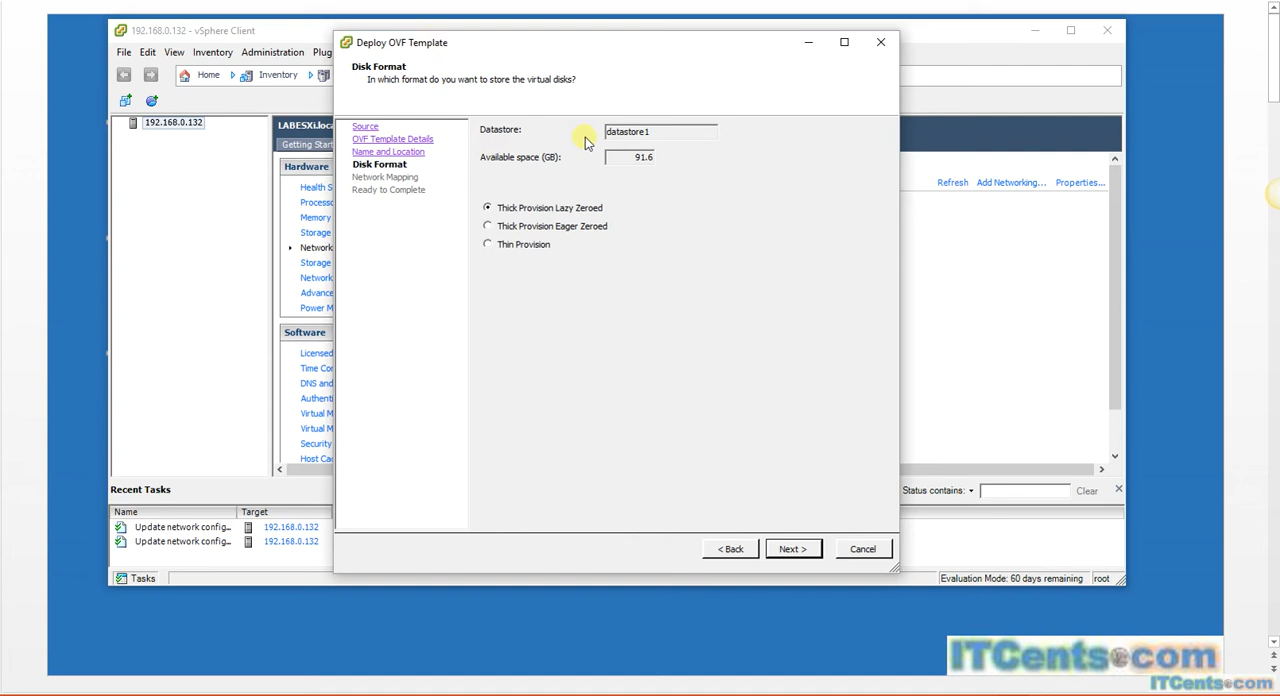 192.168.0.132 - vSphere Client
File Edit View Inventory Administration Plug
Home Inventory
192.168.0.132
LABESXi.loca
Getting Start
Hardware
Health S
Processo
Memory
Storage
Network
Storage
Network
Advance
Power M
Software
Licensed
Time Co
DNS and
Authenti
Virtual M
Virtual M
Security
Host Cac
Deploy OVF Template
Disk Format
In which format do you want to store the virtual disks?
Source
OVF Template Details
Name and Location
Disk Format
Network Mapping
Ready to Complete
Datastore: datastore1
Available space (GB): 91.6
Thick Provision Lazy Zeroed
Thick Provision Eager Zeroed
Thin Provision
< Back Next > Cancel
Refresh Add Networking... Properties...
Recent Tasks
Status contains: Clear
Name Target
Update network config... 192.168.0.132
Update network config... 192.168.0.132
Tasks
Evaluation Mode: 60 days remaining root
ITCents.com
ITCents.com